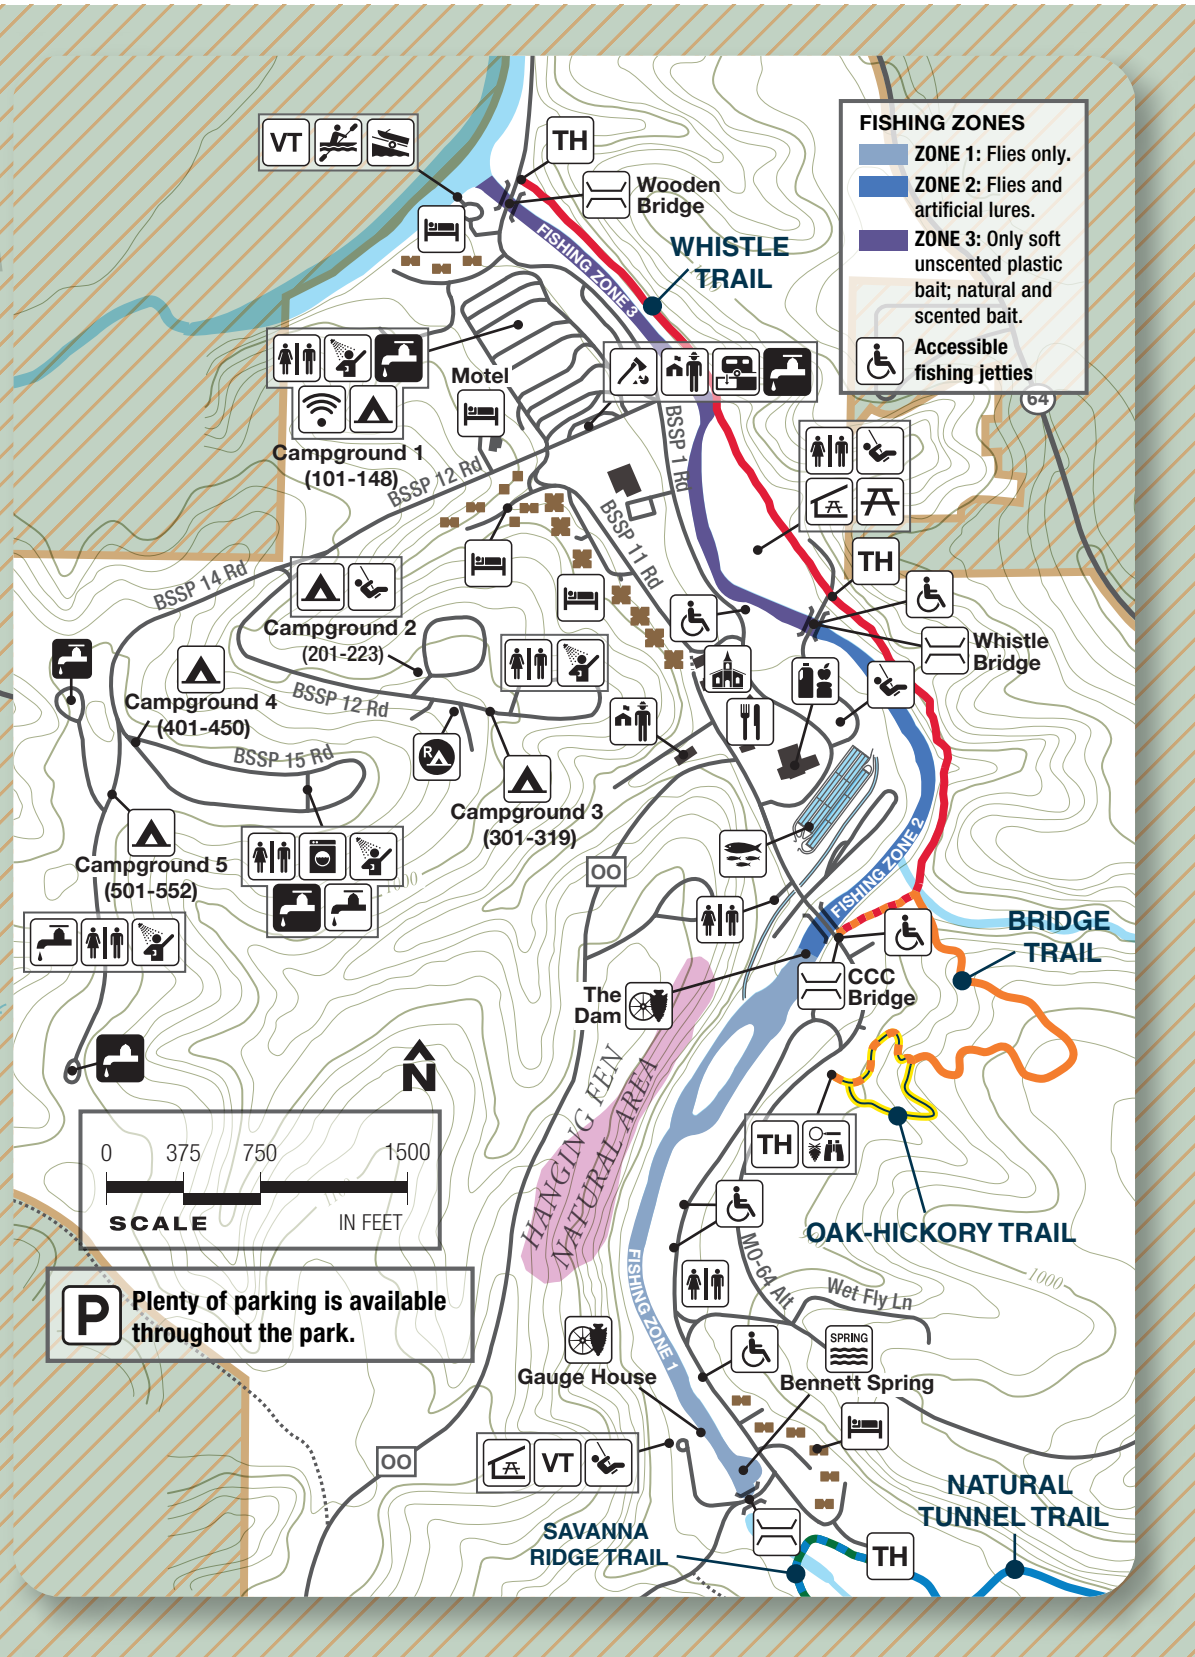 FISHING ZONES
ZONE 1: Flies only.
ZONE 2: Flies and
artificial lures.
ZONE 3: Only soft
unscented plastic
bait; natural and
scented bait.
Accessible
fishing jetties
64
VT
TH
Wooden
Bridge
FISHING ZONE 3
WHISTLE
TRAIL
Motel
Campground 1
(101-148)
BSSP 12 Rd
BSSP 1 Rd
BSSP 11 Rd
BSSP 14 Rd
TH
Campground 2
(201-223)
Whistle
Bridge
Campground 4
(401-450)
BSSP 12 Rd
BSSP 15 Rd
R
Campground 3
(301-319)
Campground 5
(501-552)
1000
OO
FISHING ZONE 2
BRIDGE
TRAIL
CCC
Bridge
The
Dam
N
HANGING FEN
NATURAL AREA
TH
0 375 750 1500
SCALE
IN FEET
OAK-HICKORY TRAIL
1000
MO-64 Alt
Wet Fly Ln
FISHING ZONE 1
P
Plenty of parking is available
throughout the park.
SPRING
Gauge House
Bennett Spring
OO
VT
NATURAL
TUNNEL TRAIL
SAVANNA
RIDGE TRAIL
TH